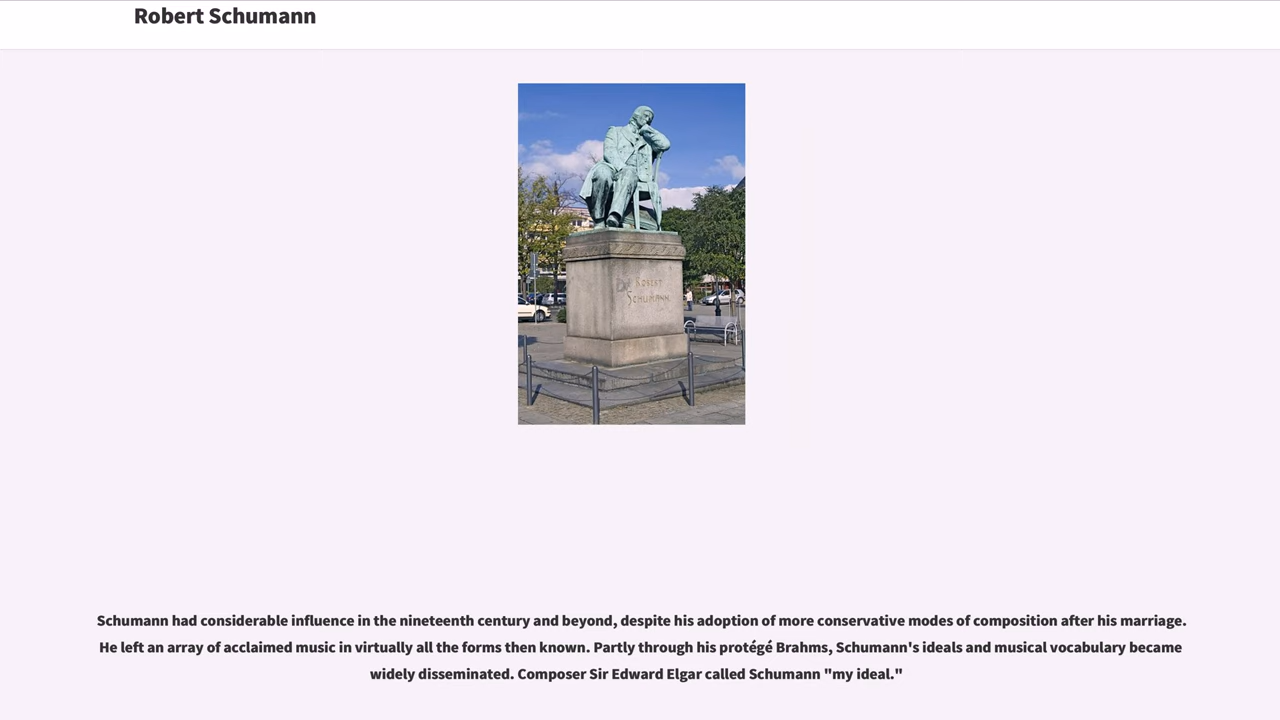 Robert Schumann
ROBERT
SCHUMANN
Schumann had considerable influence in the nineteenth century and beyond, despite his adoption of more conservative modes of composition after his marriage.
He left an array of acclaimed music in virtually all the forms then known. Partly through his protégé Brahms, Schumann's ideals and musical vocabulary became
widely disseminated. Composer Sir Edward Elgar called Schumann "my ideal."